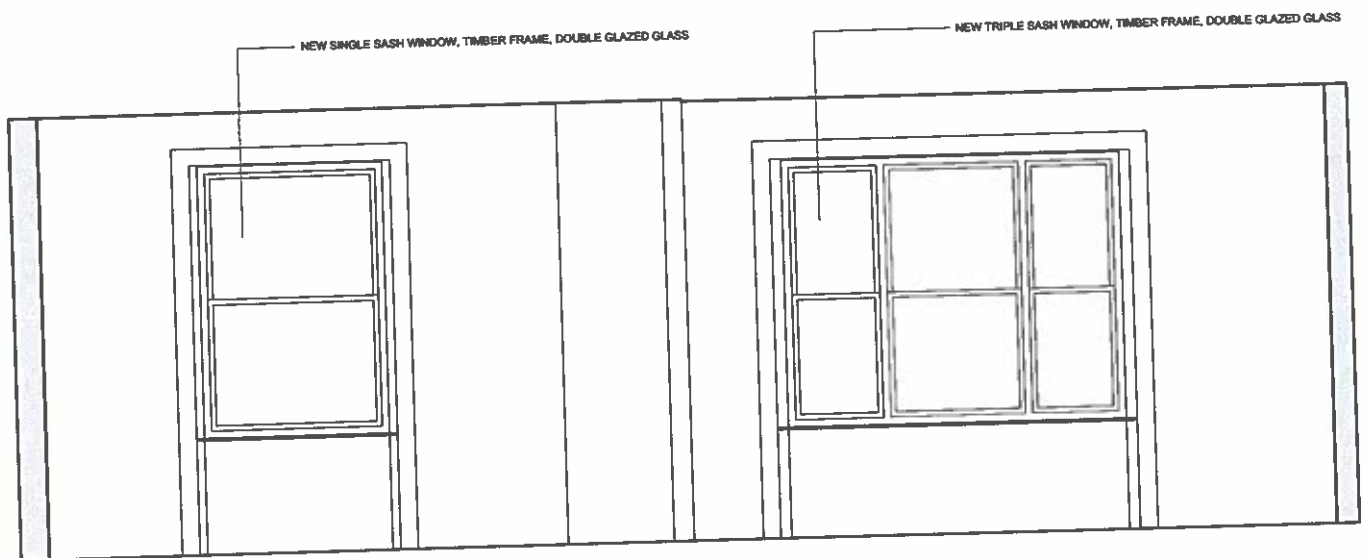 NEW SINGLE SASH WINDOW, TIMBER FRAME, DOUBLE GLAZED GLASS
NEW TRIPLE SASH WINDOW, TIMBER FRAME, DOUBLE GLAZED GLASS